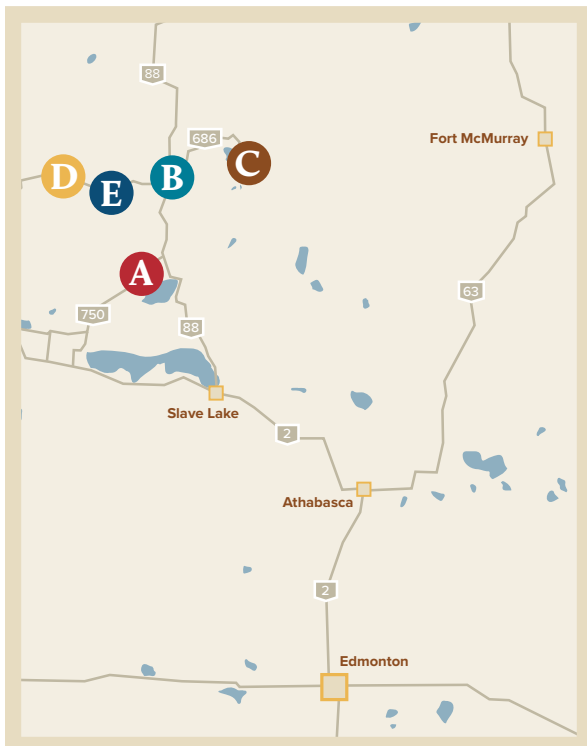 88
686
Fort McMurray
D
E
B
C
A
63
750
88
Slave Lake
2
Athabasca
2
Edmonton